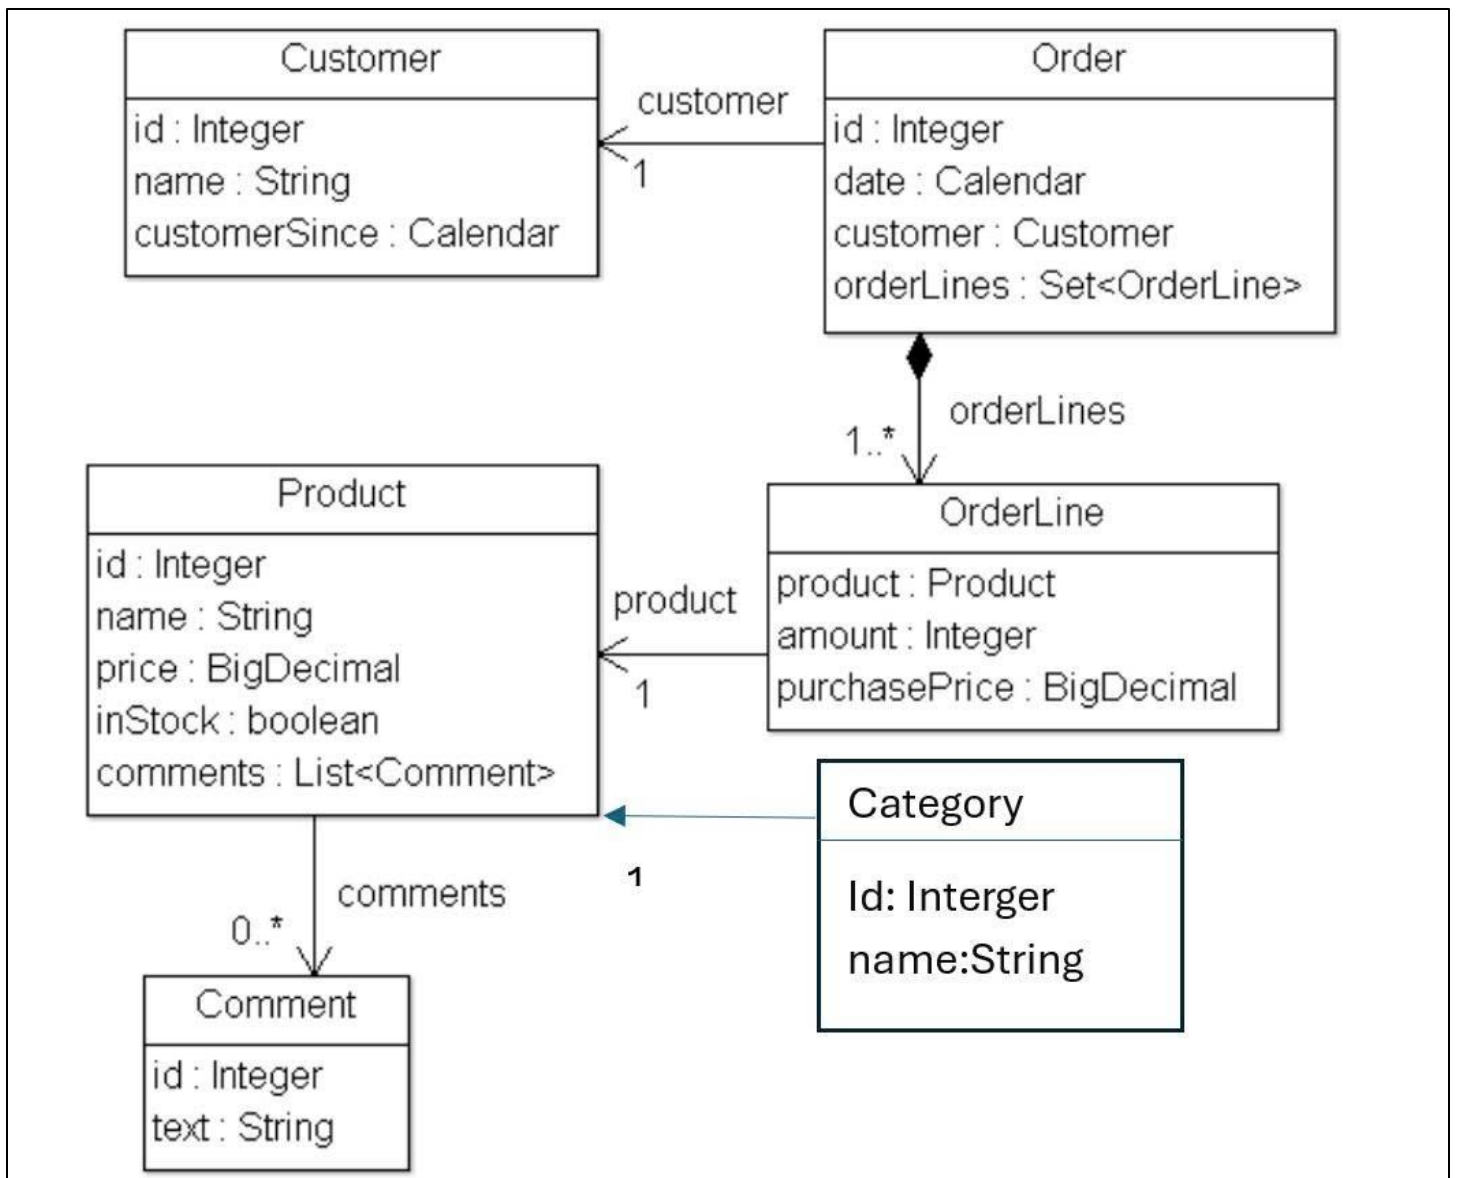 Customer
id : Integer
name : String
customerSince : Calendar
customer
1
Order
id : Integer
date : Calendar
customer : Customer
orderLines : Set<OrderLine>
orderLines
1..*
Product
id : Integer
name : String
price : BigDecimal
inStock : boolean
comments : List<Comment>
product
1
OrderLine
product : Product
amount : Integer
purchasePrice : BigDecimal
Category
Id: Interger
name:String
1
comments
0..*
Comment
id : Integer
text : String